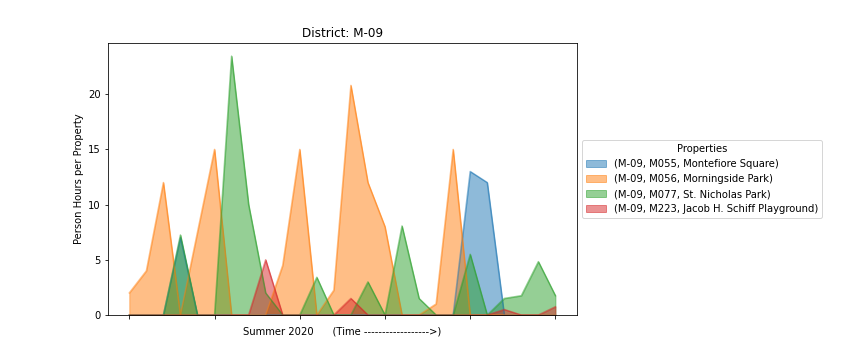 District: M-09
20
15
10
5
0
Person Hours per Property
Summer 2020 (Time ------------------>)
Properties
(M-09, M055, Montefiore Square)
(M-09, M056, Morningside Park)
(M-09, M077, St. Nicholas Park)
(M-09, M223, Jacob H. Schiff Playground)